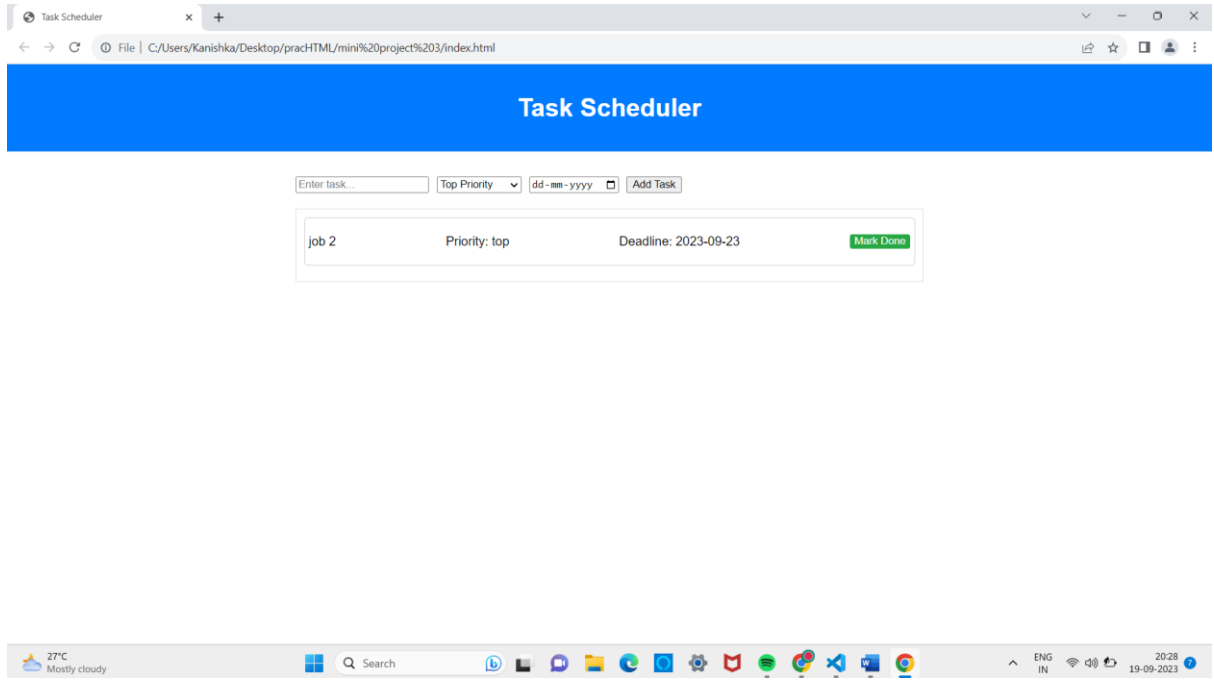 Task Scheduler
File | C:/Users/Kanishka/Desktop/pracHTML/mini%20project%203/index.html
Task Scheduler
Enter task... Top Priority dd-mm-yyyy Add Task
job 2 Priority: top Deadline: 2023-09-23 Mark Done
27°C
Mostly cloudy
Search
ENG
IN
20:28
19-09-2023
7